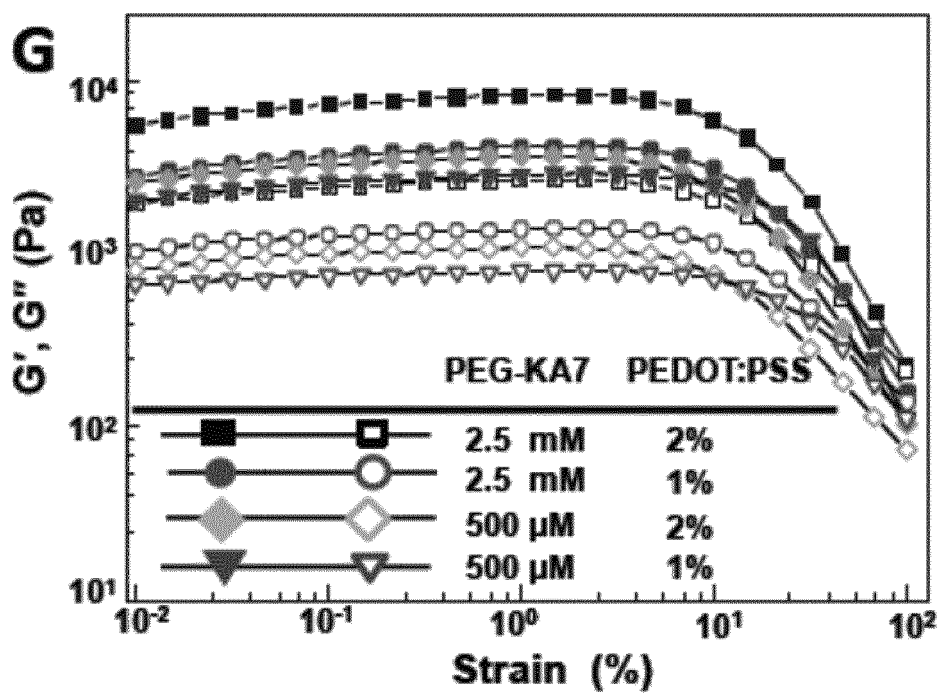 G
G′, G″ (Pa)
10⁴
10³
10²
10¹
PEG-KA7 PEDOT:PSS
2.5 mM 2%
2.5 mM 1%
500 µM 2%
500 µM 1%
10⁻² 10⁻¹ 10⁰ 10¹ 10²
Strain (%)